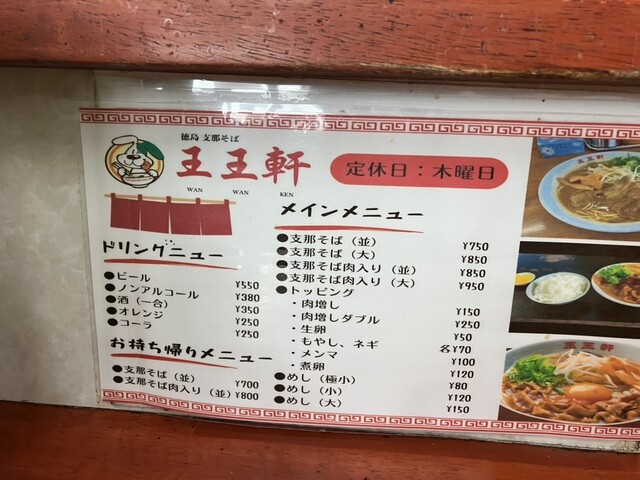 徳島 支那そば
王王軒
WAN WAN KEN
定休日：木曜日
ドリンクメニュー
●ビール ¥550
●ノンアルコール ¥380
●酒（一合） ¥350
●オレンジ ¥250
●コーラ ¥250
お持ち帰りメニュー
●支那そば（並） ¥700
●支那そば肉入り（並） ¥800
メインメニュー
●支那そば（並） ¥750
●支那そば（大） ¥850
●支那そば肉入り（並） ¥850
●支那そば肉入り（大） ¥950
●トッピング
・肉増し ¥150
・肉増しダブル ¥250
・生卵 ¥50
・もやし、ネギ 各¥70
・メンマ ¥100
・煮卵 ¥120
●めし（極小） ¥80
●めし（小） ¥120
●めし（大） ¥150
王王軒
王王軒